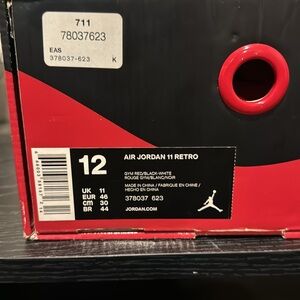 711
78037623
EAS
378037-623 K
12
AIR JORDAN 11 RETRO
GYM RED/BLACK-WHITE
ROUGE GYM/BLANC/NOIR
UK 11
EUR 46
CM 30
BR 44
MADE IN CHINA / FABRIQUE EN CHINE /
HECHO EN CHINA
378037 623
JORDAN.COM